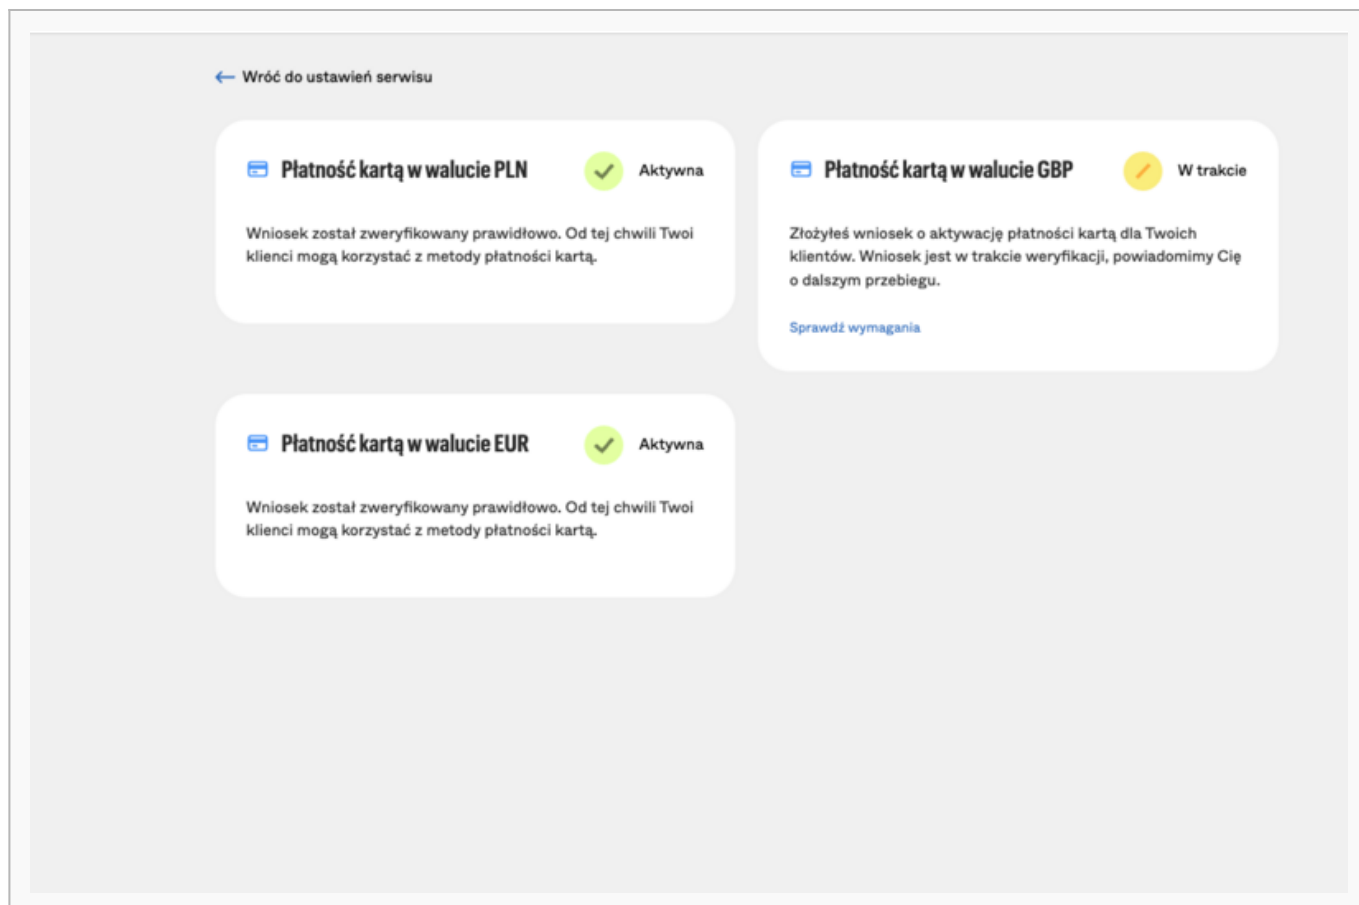 Wróć do ustawień serwisu
Płatność kartą w walucie PLN
Aktywna
Wniosek został zweryfikowany prawidłowo. Od tej chwili Twoi
klienci mogą korzystać z metody płatności kartą.
Płatność kartą w walucie GBP
W trakcie
Złożyłeś wniosek o aktywację płatności kartą dla Twoich
klientów. Wniosek jest w trakcie weryfikacji, powiadomimy Cię
o dalszym przebiegu.
Sprawdź wymagania
Płatność kartą w walucie EUR
Aktywna
Wniosek został zweryfikowany prawidłowo. Od tej chwili Twoi
klienci mogą korzystać z metody płatności kartą.